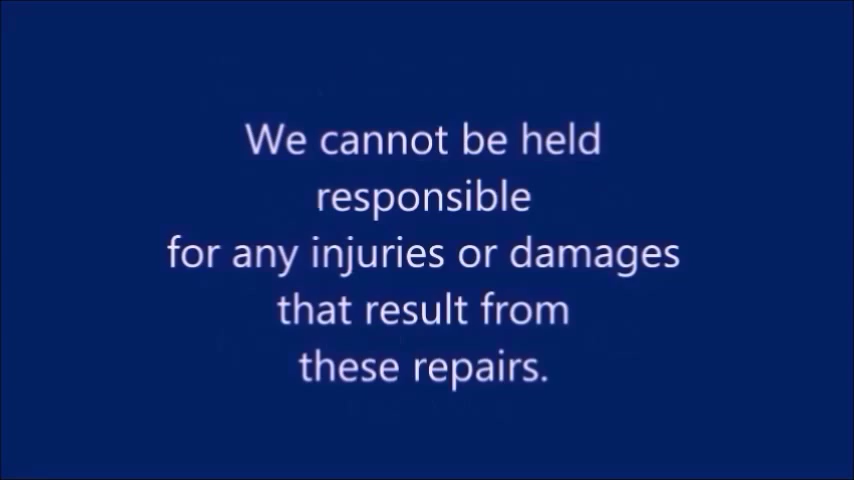 We cannot be held
responsible
for any injuries or damages
that result from
these repairs.